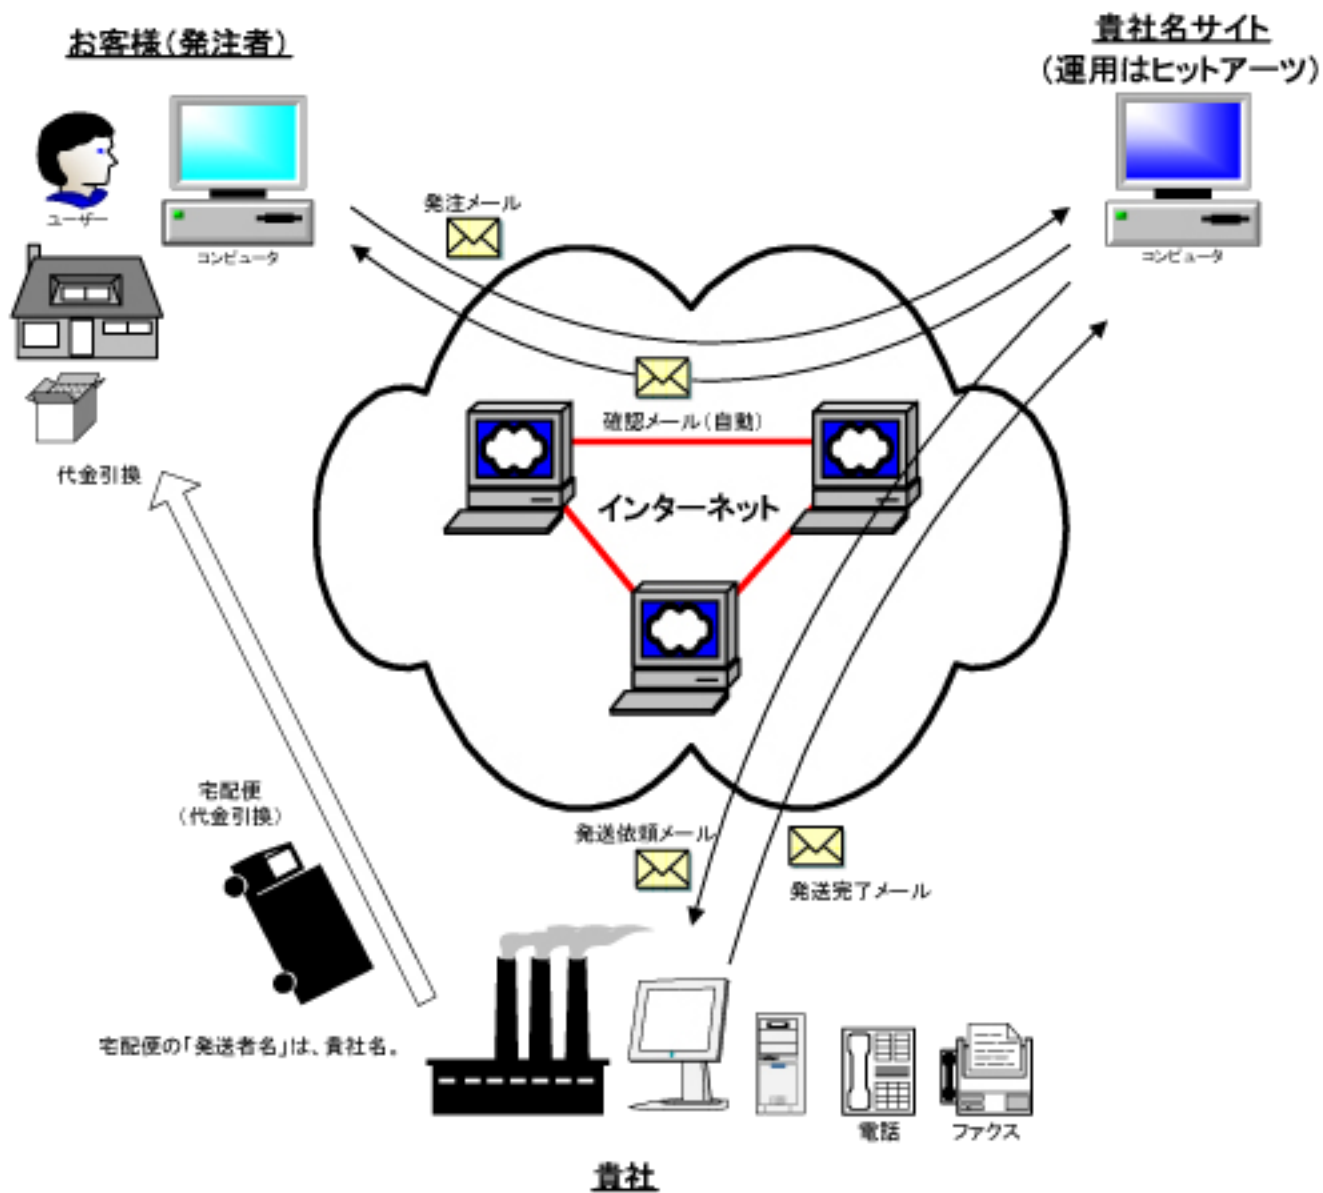 お客様(発注者)
貴社名サイト
(運用はヒットアーツ)
ユーザー
コンピュータ
発注メール
コンピュータ
確認メール(自動)
代金引換
インターネット
宅配便
(代金引換)
発送依頼メール
発送完了メール
宅配便の「発送者名」は、貴社名。
電話
ファクス
貴社